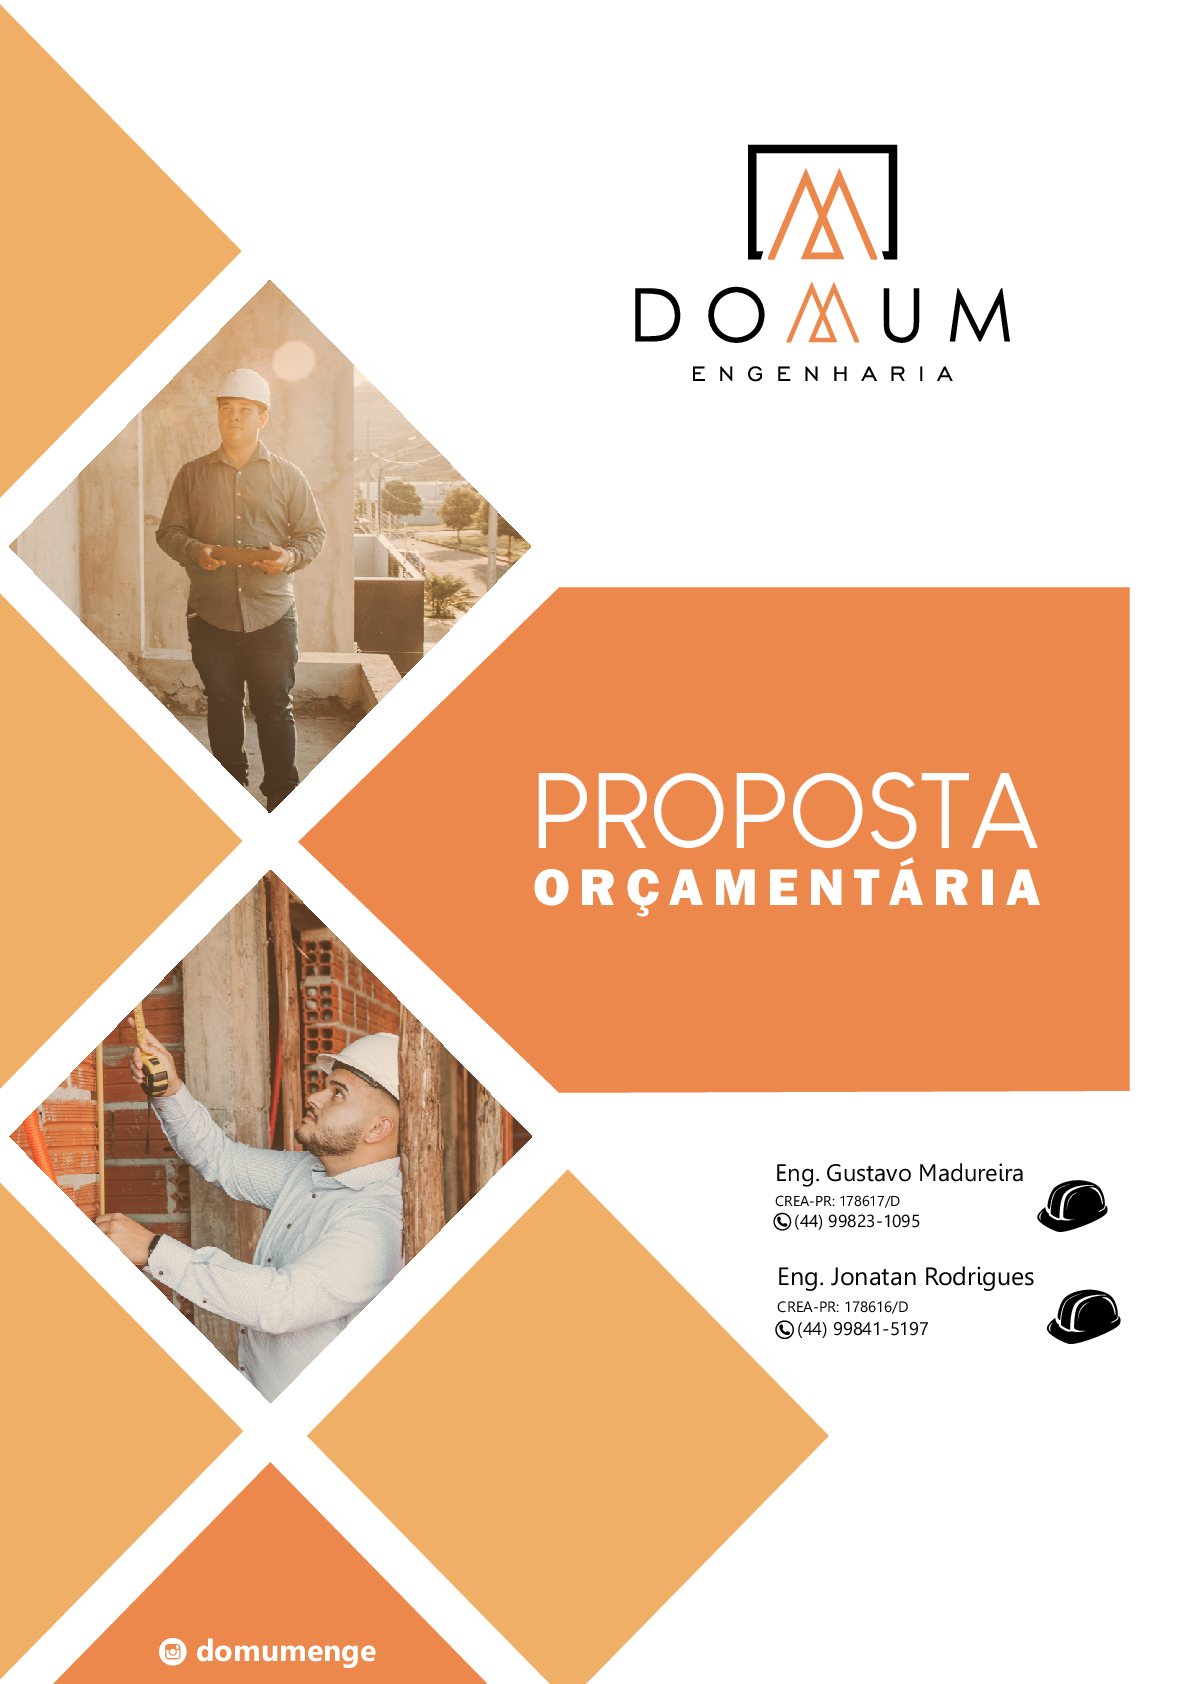 DOMUM
ENGENHARIA
PROPOSTA
ORÇAMENTÁRIA
Eng. Gustavo Madureira
CREA-PR: 178617/D
(44) 99823-1095
Eng. Jonatan Rodrigues
CREA-PR: 178616/D
(44) 99841-5197
domumenge